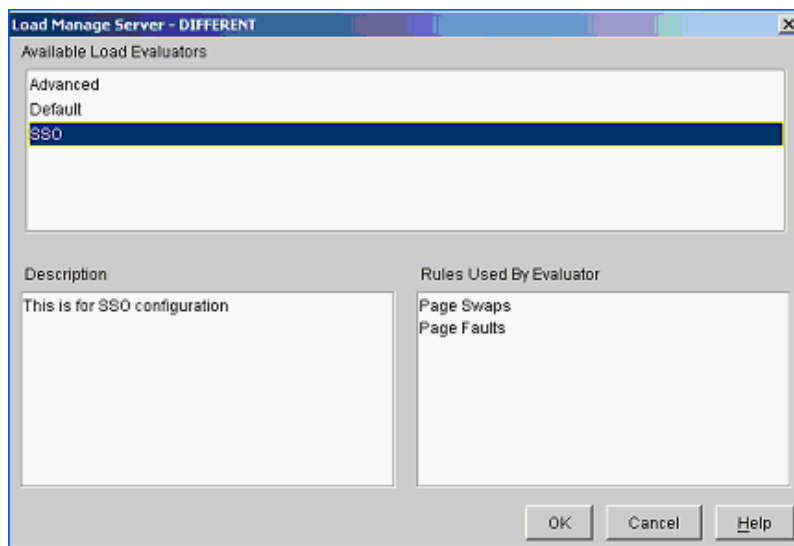 Load Manage Server - DIFFERENT
Available Load Evaluators
Advanced
Default
SSO
Description
This is for SSO configuration
Rules Used By Evaluator
Page Swaps
Page Faults
OK
Cancel
Help